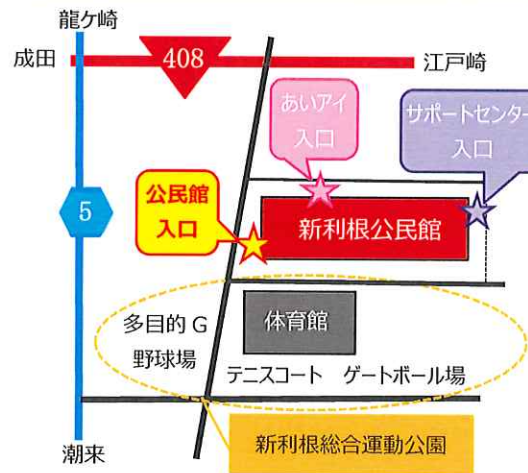 龍ケ崎
成田
408
江戸崎
あいアイ
入口
サポートセンター
入口
5
公民館
入口
新利根公民館
多目的 G
野球場
体育館
テニスコート ゲートボール場
新利根総合運動公園
潮来